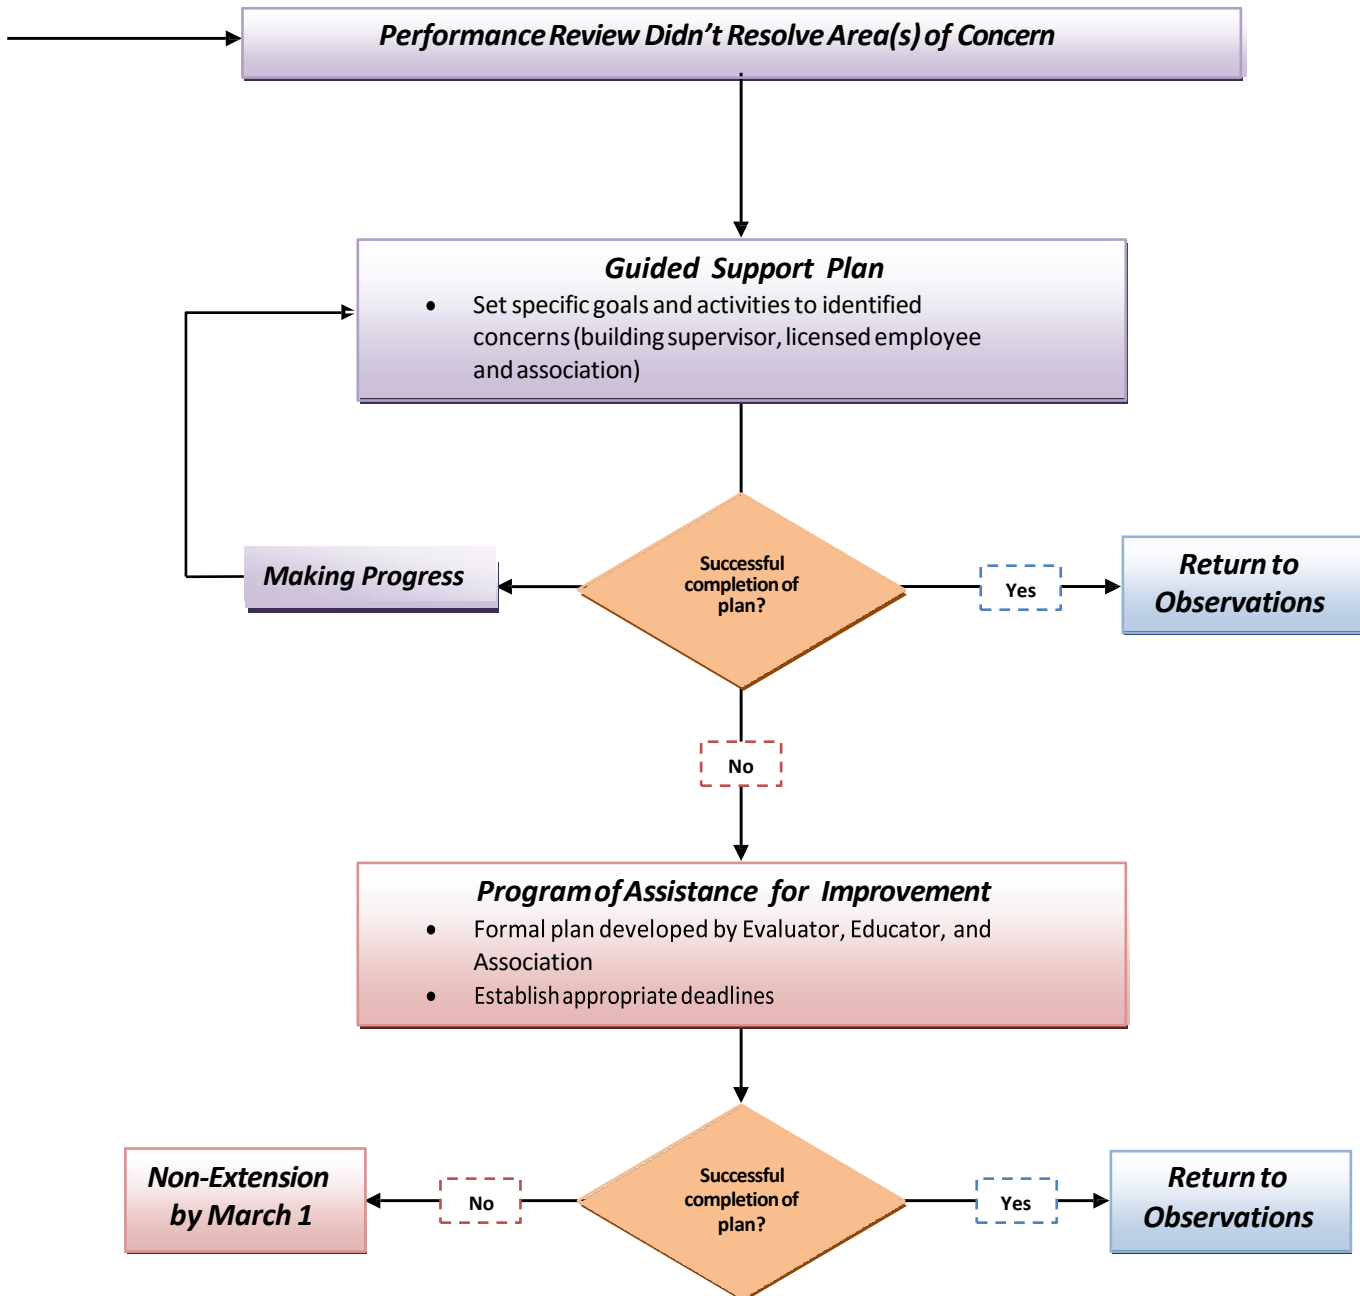 Performance Review Didn’t Resolve Area(s) of Concern
Guided Support Plan
• Set specific goals and activities to identified
concerns (building supervisor, licensed employee
and association)
Making Progress
Successful
completion of
plan?
Yes
Return to
Observations
No
Program of Assistance for Improvement
• Formal plan developed by Evaluator, Educator, and
Association
• Establish appropriate deadlines
Non-Extension
by March 1
No
Successful
completion of
plan?
Yes
Return to
Observations